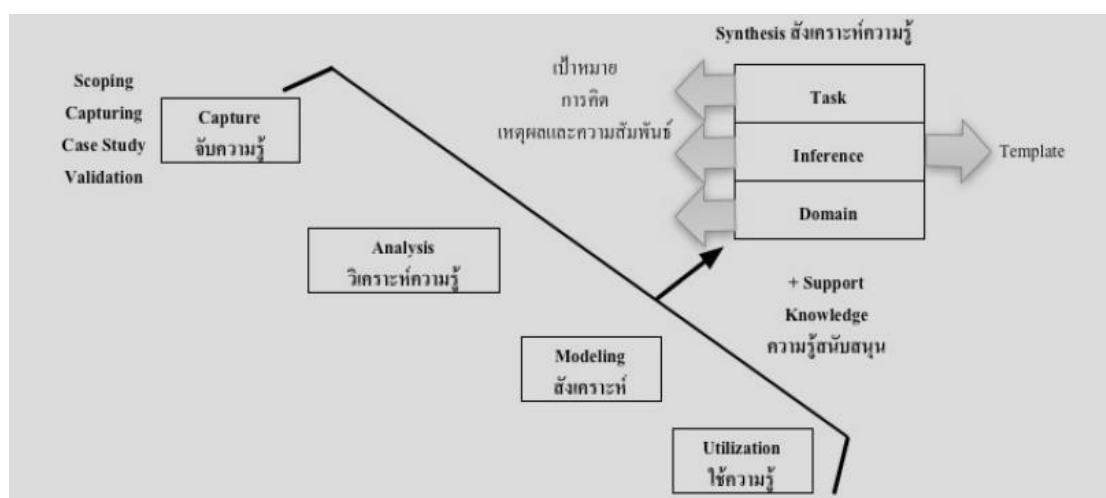 Synthesis สังเคราะห์ความรู้
เป้าหมาย
การคิด
เหตุผลและความสัมพันธ์
Task
Inference
Domain
Template
Scoping
Capturing
Case Study
Validation
Capture
จับความรู้
Analysis
วิเคราะห์ความรู้
+ Support
Knowledge
ความรู้สนับสนุน
Modeling
สังเคราะห์
Utilization
ใช้ความรู้